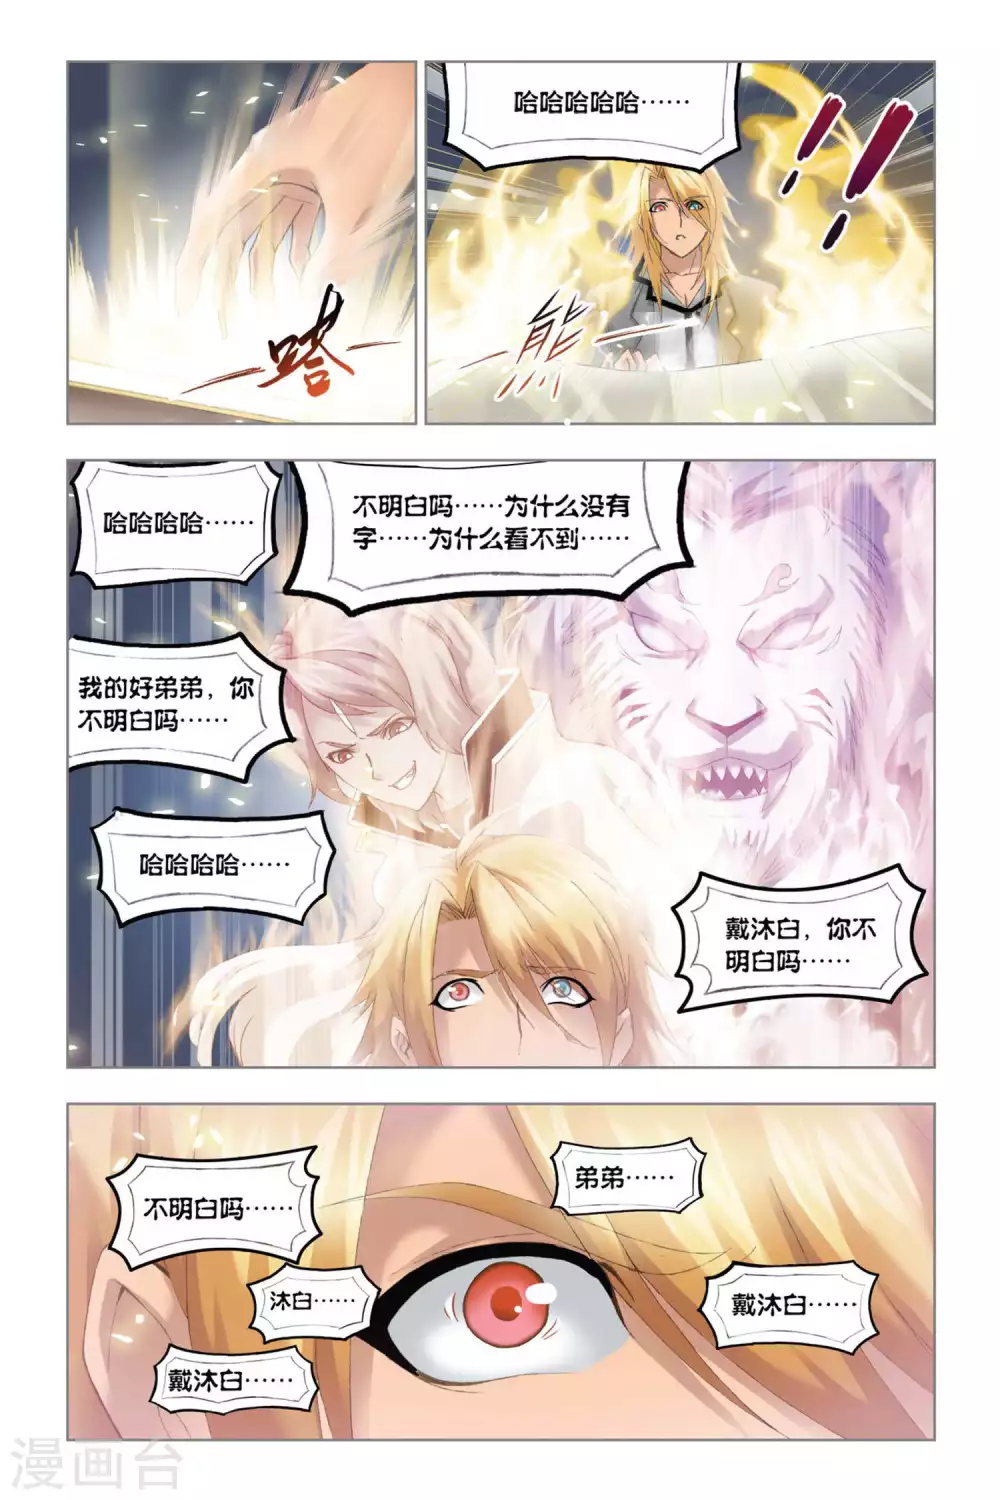 嗒
哈哈哈哈哈……
!!
熊
哈哈哈哈……
不明白吗……为什么没有
字……为什么看不到……
我的好弟弟，你
不明白吗……
哈哈哈哈……
戴沐白，你不
明白吗……
不明白吗……
弟弟……
沐白……
戴沐白……
戴沐白……
漫画台